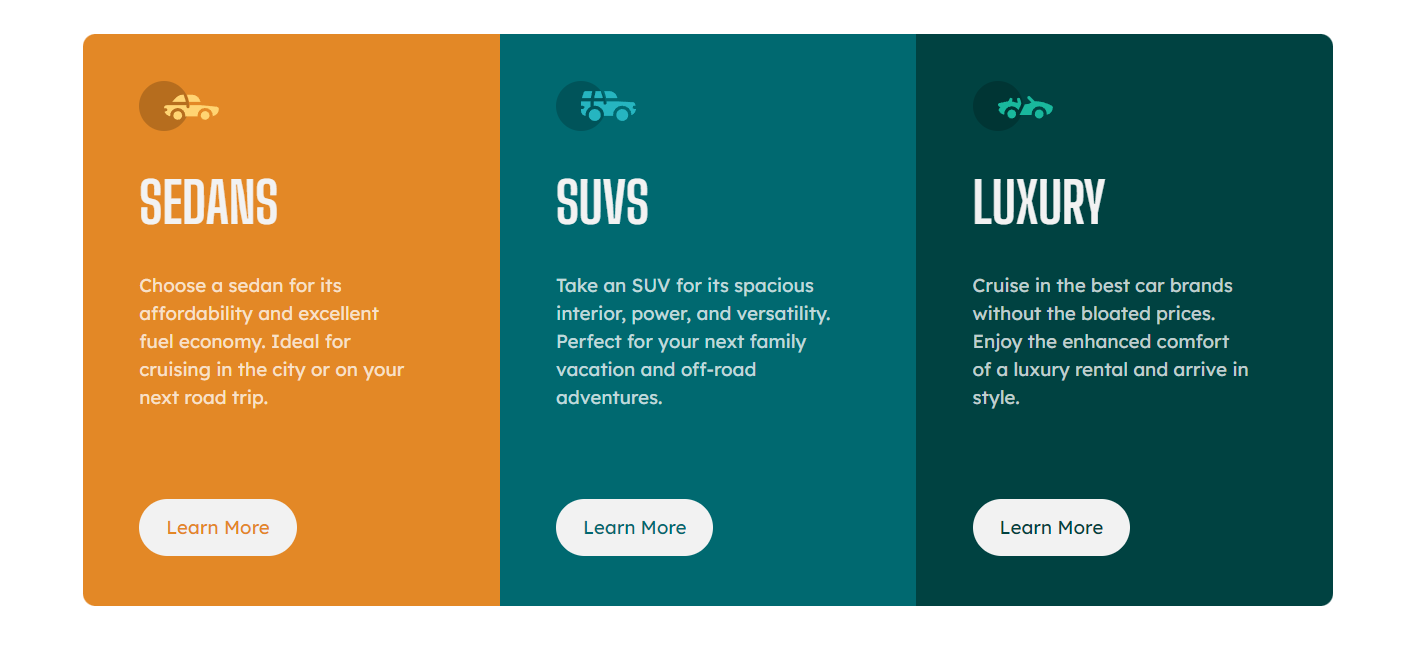 SEDANS
Choose a sedan for its
affordability and excellent
fuel economy. Ideal for
cruising in the city or on your
next road trip.
Learn More
SUVS
Take an SUV for its spacious
interior, power, and versatility.
Perfect for your next family
vacation and off-road
adventures.
Learn More
LUXURY
Cruise in the best car brands
without the bloated prices.
Enjoy the enhanced comfort
of a luxury rental and arrive in
style.
Learn More